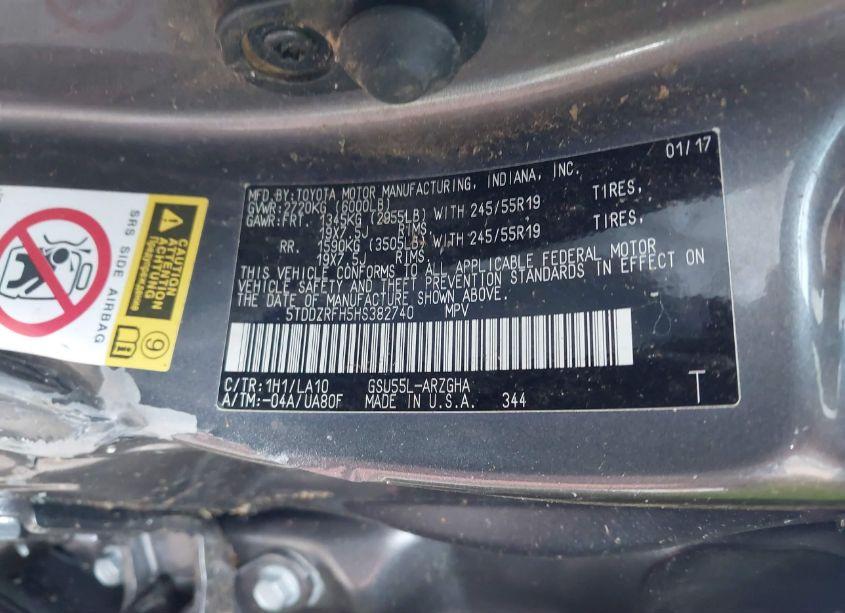 01/17
MFD.BY:TOYOTA MOTOR MANUFACTURING, INDIANA, INC.
GVWR:2720KG (6000LB)
GAWR:FRT. 1345KG (2955LB) WITH 245/55R19 TIRES,
19X7.5J RIMS,
RR. 1590KG (3505LB) WITH 245/55R19 TIRES,
19X7.5J RIMS,
THIS VEHICLE CONFORMS TO ALL APPLICABLE FEDERAL MOTOR
VEHICLE SAFETY AND THEFT PREVENTION STANDARDS IN EFFECT ON
THE DATE OF MANUFACTURE SHOWN ABOVE.
5TDDZRFH5HS382740 MPV
C/TR:1H1/LA10 GSU55L-ARZGHA
A/TM:-04A/UA80F MADE IN U.S.A. 344 T
SRS SIDE AIRBAG
CAUTION
ATTENTION
ACHTUNG
9